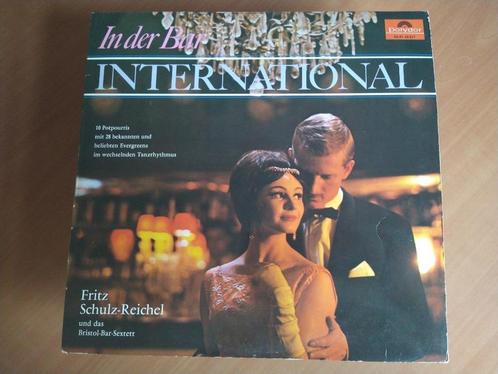 In der Bar
INTERNATIONAL
Polydor
10 Potpourris
mit 28 bekannten und
beliebten Evergreens
im wechselnden Tanzrhythmus
Fritz
Schulz-Reichel
und das
Bristol-Bar-Sextett